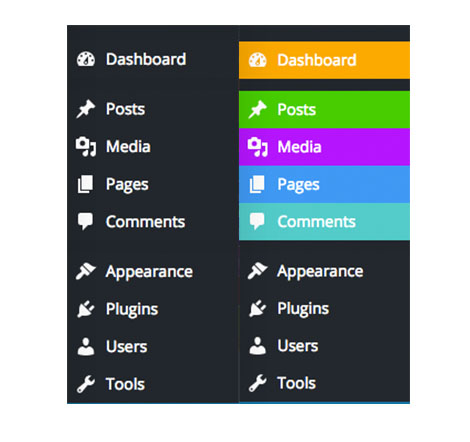 Dashboard
Posts
Media
Pages
Comments
Appearance
Plugins
Users
Tools
Dashboard
Posts
Media
Pages
Comments
Appearance
Plugins
Users
Tools